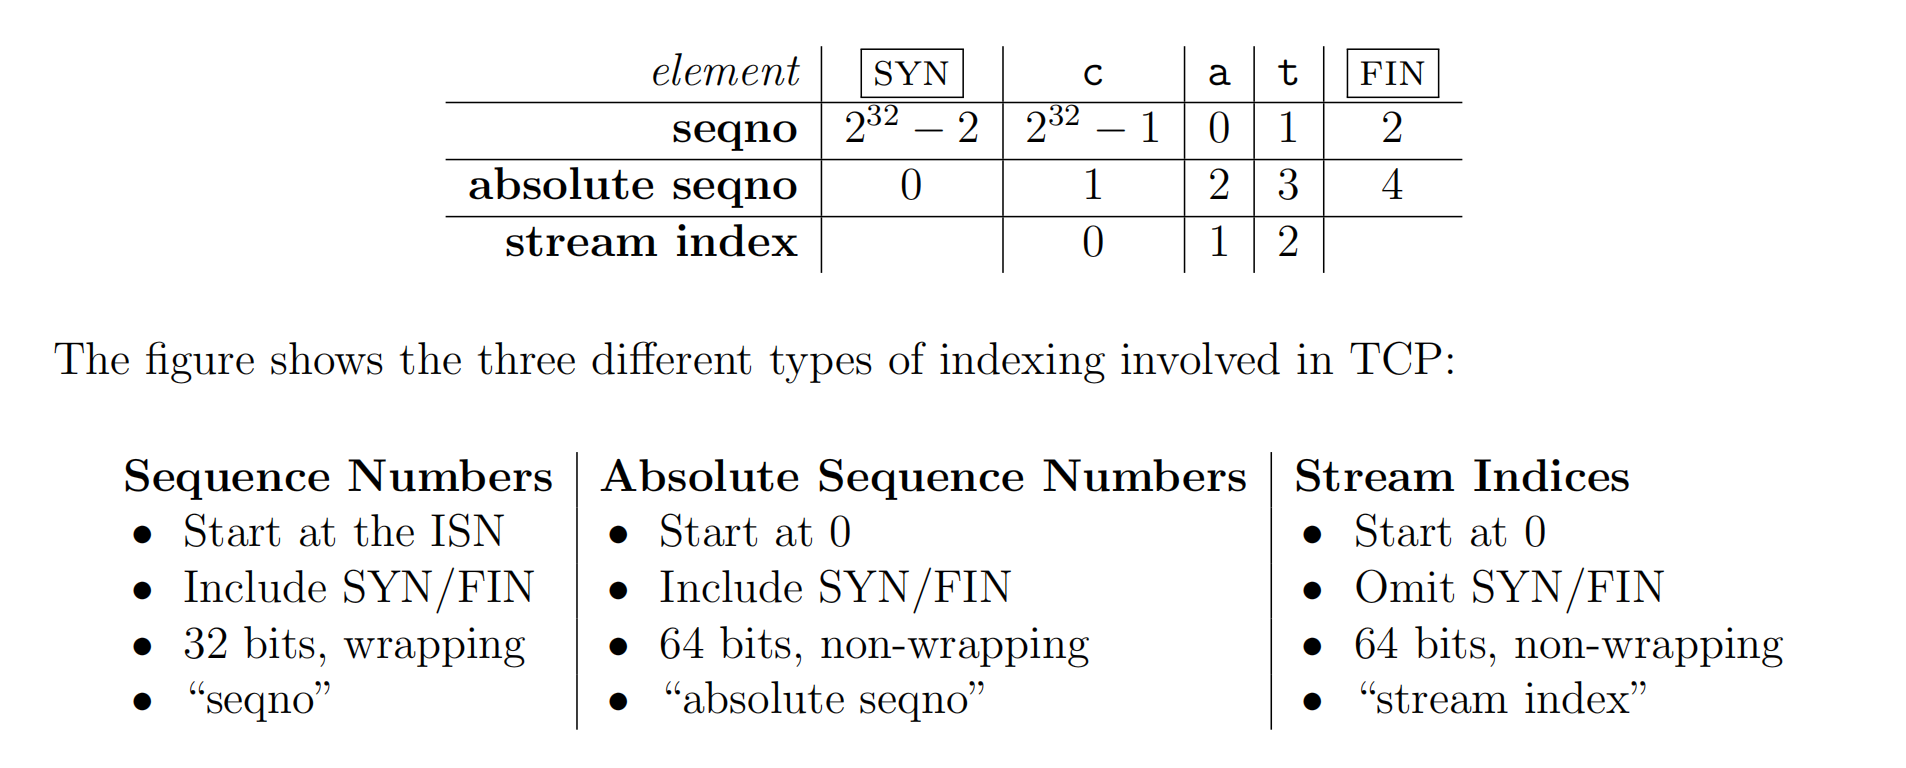 element SYN c a t FIN
seqno 2^32 − 2 2^32 − 1 0 1 2
absolute seqno 0 1 2 3 4
stream index 0 1 2
The figure shows the three different types of indexing involved in TCP:
Sequence Numbers Absolute Sequence Numbers Stream Indices
• Start at the ISN • Start at 0 • Start at 0
• Include SYN/FIN • Include SYN/FIN • Omit SYN/FIN
• 32 bits, wrapping • 64 bits, non-wrapping • 64 bits, non-wrapping
• “seqno” • “absolute seqno” • “stream index”